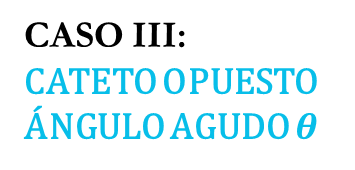 CASO III:
CATETO OPUESTO
ÁNGULO AGUDO θ